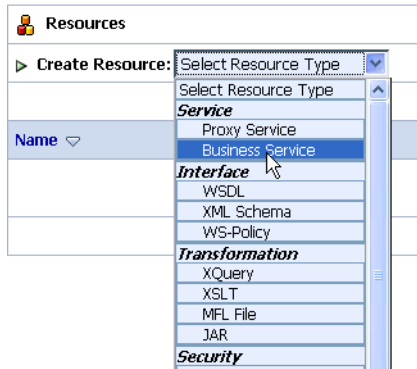 Resources
Create Resource: Select Resource Type
Select Resource Type
Service
Proxy Service
Business Service
Name
Interface
WSDL
XML Schema
WS-Policy
Transformation
XQuery
XSLT
MFL File
JAR
Security